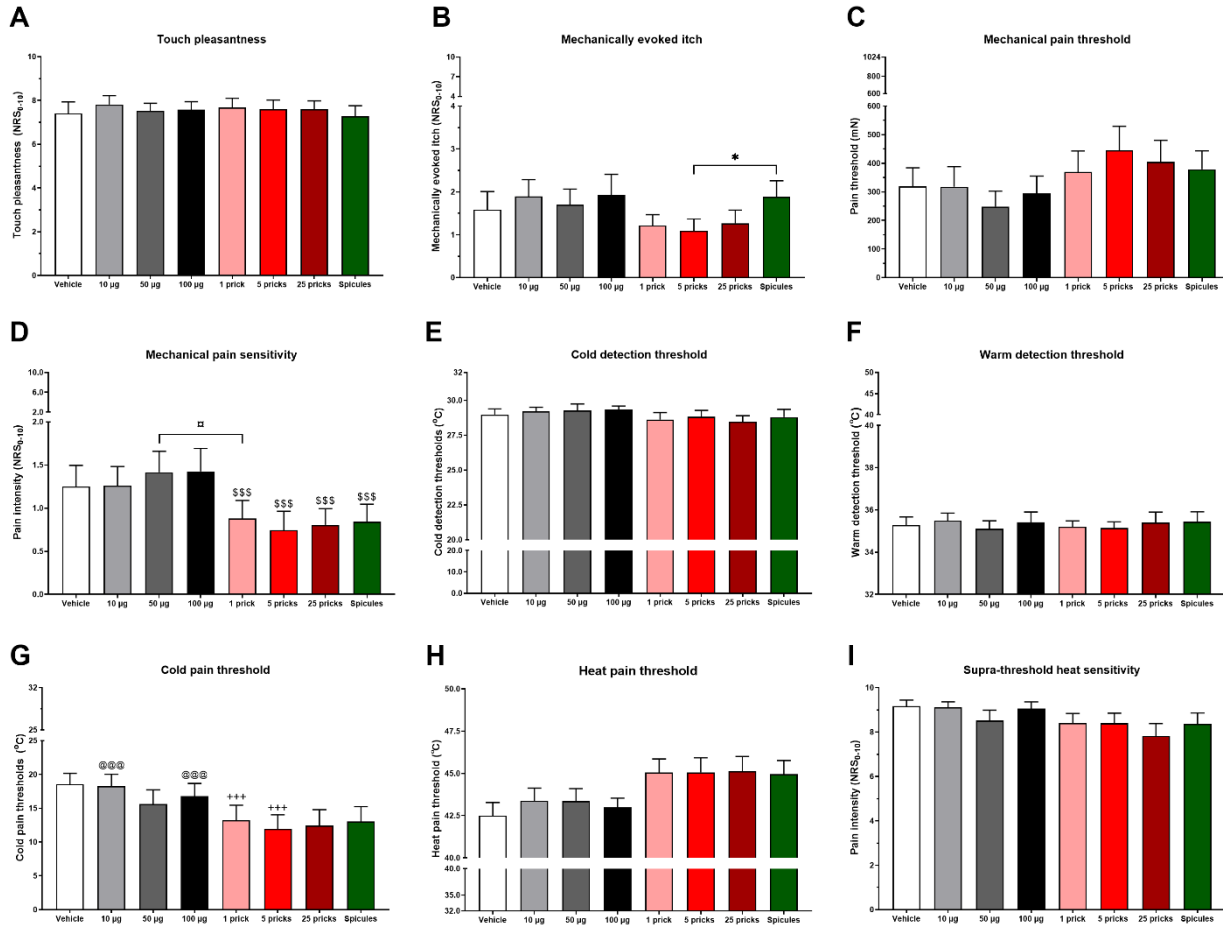 A
Touch pleasantness
Touch pleasantness (NRS0-10)
10
8
6
4
2
0
Vehicle 10 µg 50 µg 100 µg 1 prick 5 pricks 25 pricks Spicules
B
Mechanically evoked itch
Mechanically evoked itch (NRS0-10)
10
8
6
4
4
3
2
1
0
*
Vehicle 10 µg 50 µg 100 µg 1 prick 5 pricks 25 pricks Spicules
C
Mechanical pain threshold
Pain threshold (mN)
1024
800
600
600
500
400
300
200
100
0
Vehicle 10 µg 50 µg 100 µg 1 prick 5 pricks 25 pricks Spicules
D
Mechanical pain sensitivity
Pain intensity (NRS0-10)
10.0
6.0
2.0
2.0
1.5
1.0
0.5
0.0
¤
$$$ $$$ $$$ $$$
Vehicle 10 µg 50 µg 100 µg 1 prick 5 pricks 25 pricks Spicules
E
Cold detection threshold
Cold detection thresholds (°C)
32
30.0
27.5
25.0
22.5
20.0
20.0
10.0
0.0
Vehicle 10 µg 50 µg 100 µg 1 prick 5 pricks 25 pricks Spicules
F
Warm detection threshold
Warm detection threshold (°C)
50
45
40
38
36
34
32
Vehicle 10 µg 50 µg 100 µg 1 prick 5 pricks 25 pricks Spicules
G
Cold pain threshold
Cold pain thresholds (°C)
32
25
25
20
15
10
5
0
@@@ @@@ +++ +++
Vehicle 10 µg 50 µg 100 µg 1 prick 5 pricks 25 pricks Spicules
H
Heat pain threshold
Heat pain threshold (°C)
50.0
47.5
45.0
42.5
40.0
40.0
35.0
32.0
Vehicle 10 µg 50 µg 100 µg 1 prick 5 pricks 25 pricks Spicules
I
Supra-threshold heat sensitivity
Pain intensity (NRS0-10)
10
8
6
4
2
0
Vehicle 10 µg 50 µg 100 µg 1 prick 5 pricks 25 pricks Spicules